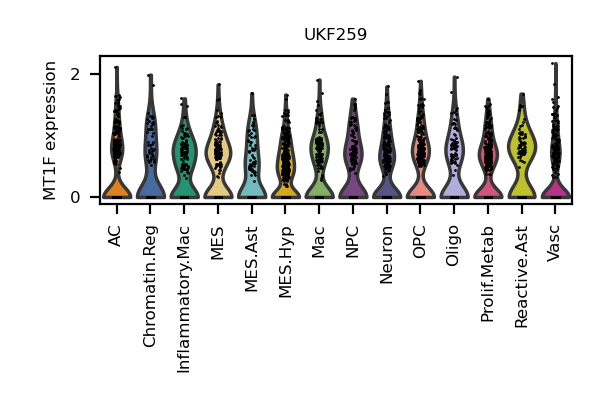 UKF259
MT1F expression
2
0
AC
Chromatin.Reg
Inflammatory.Mac
MES
MES.Ast
MES.Hyp
Mac
NPC
Neuron
OPC
Oligo
Prolif.Metab
Reactive.Ast
Vasc